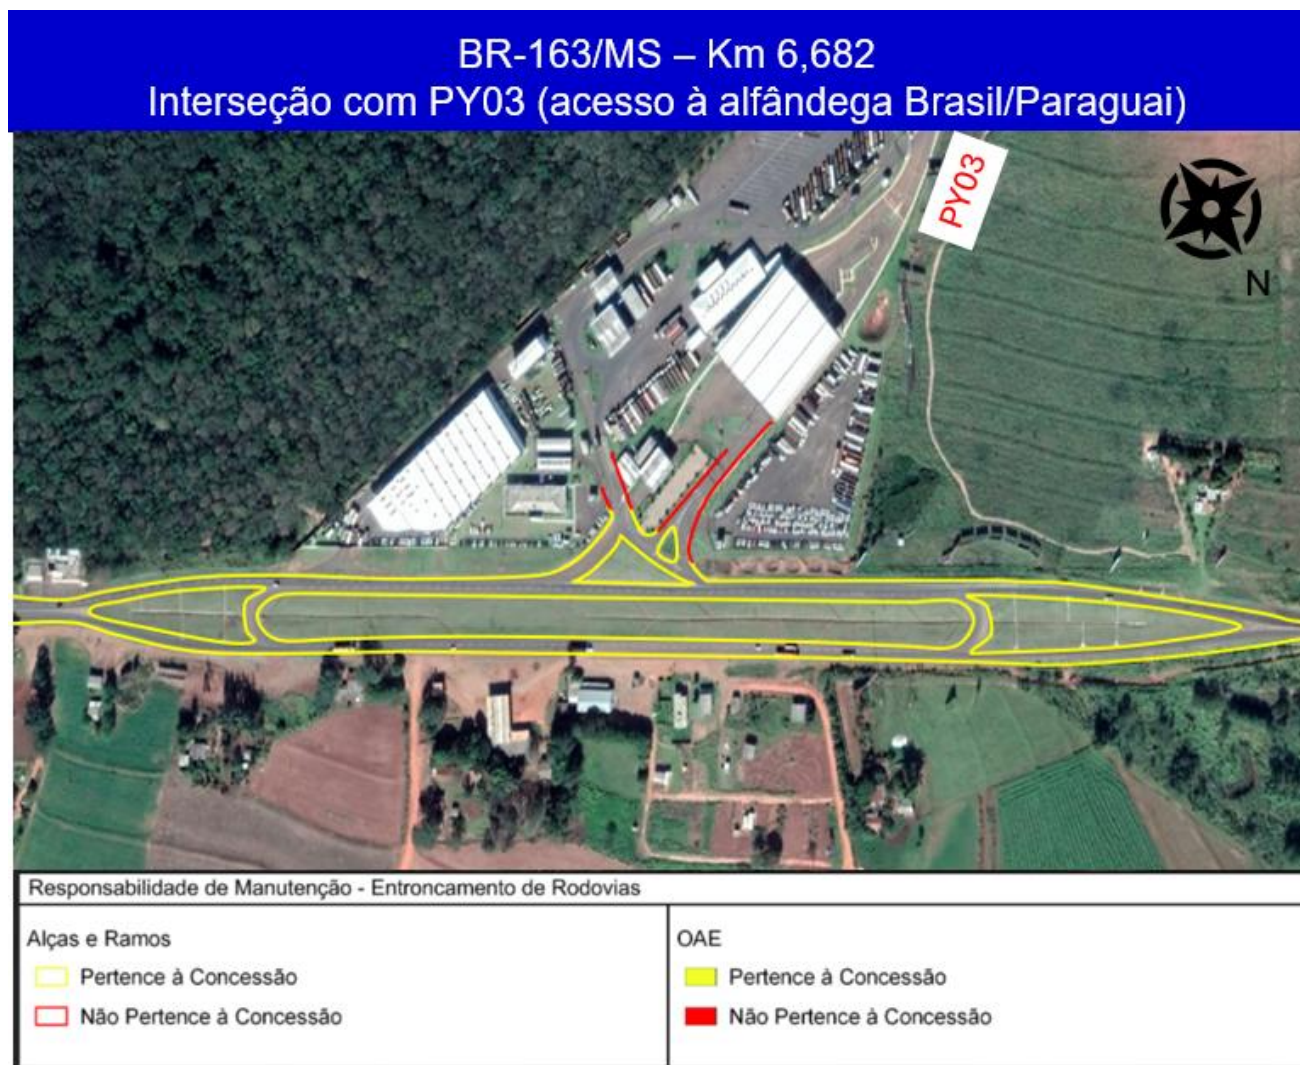 BR-163/MS – Km 6,682
Interseção com PY03 (acesso à alfândega Brasil/Paraguai)
PY03
N
Responsabilidade de Manutenção - Entroncamento de Rodovias
Alças e Ramos
Pertence à Concessão
Não Pertence à Concessão
OAE
Pertence à Concessão
Não Pertence à Concessão